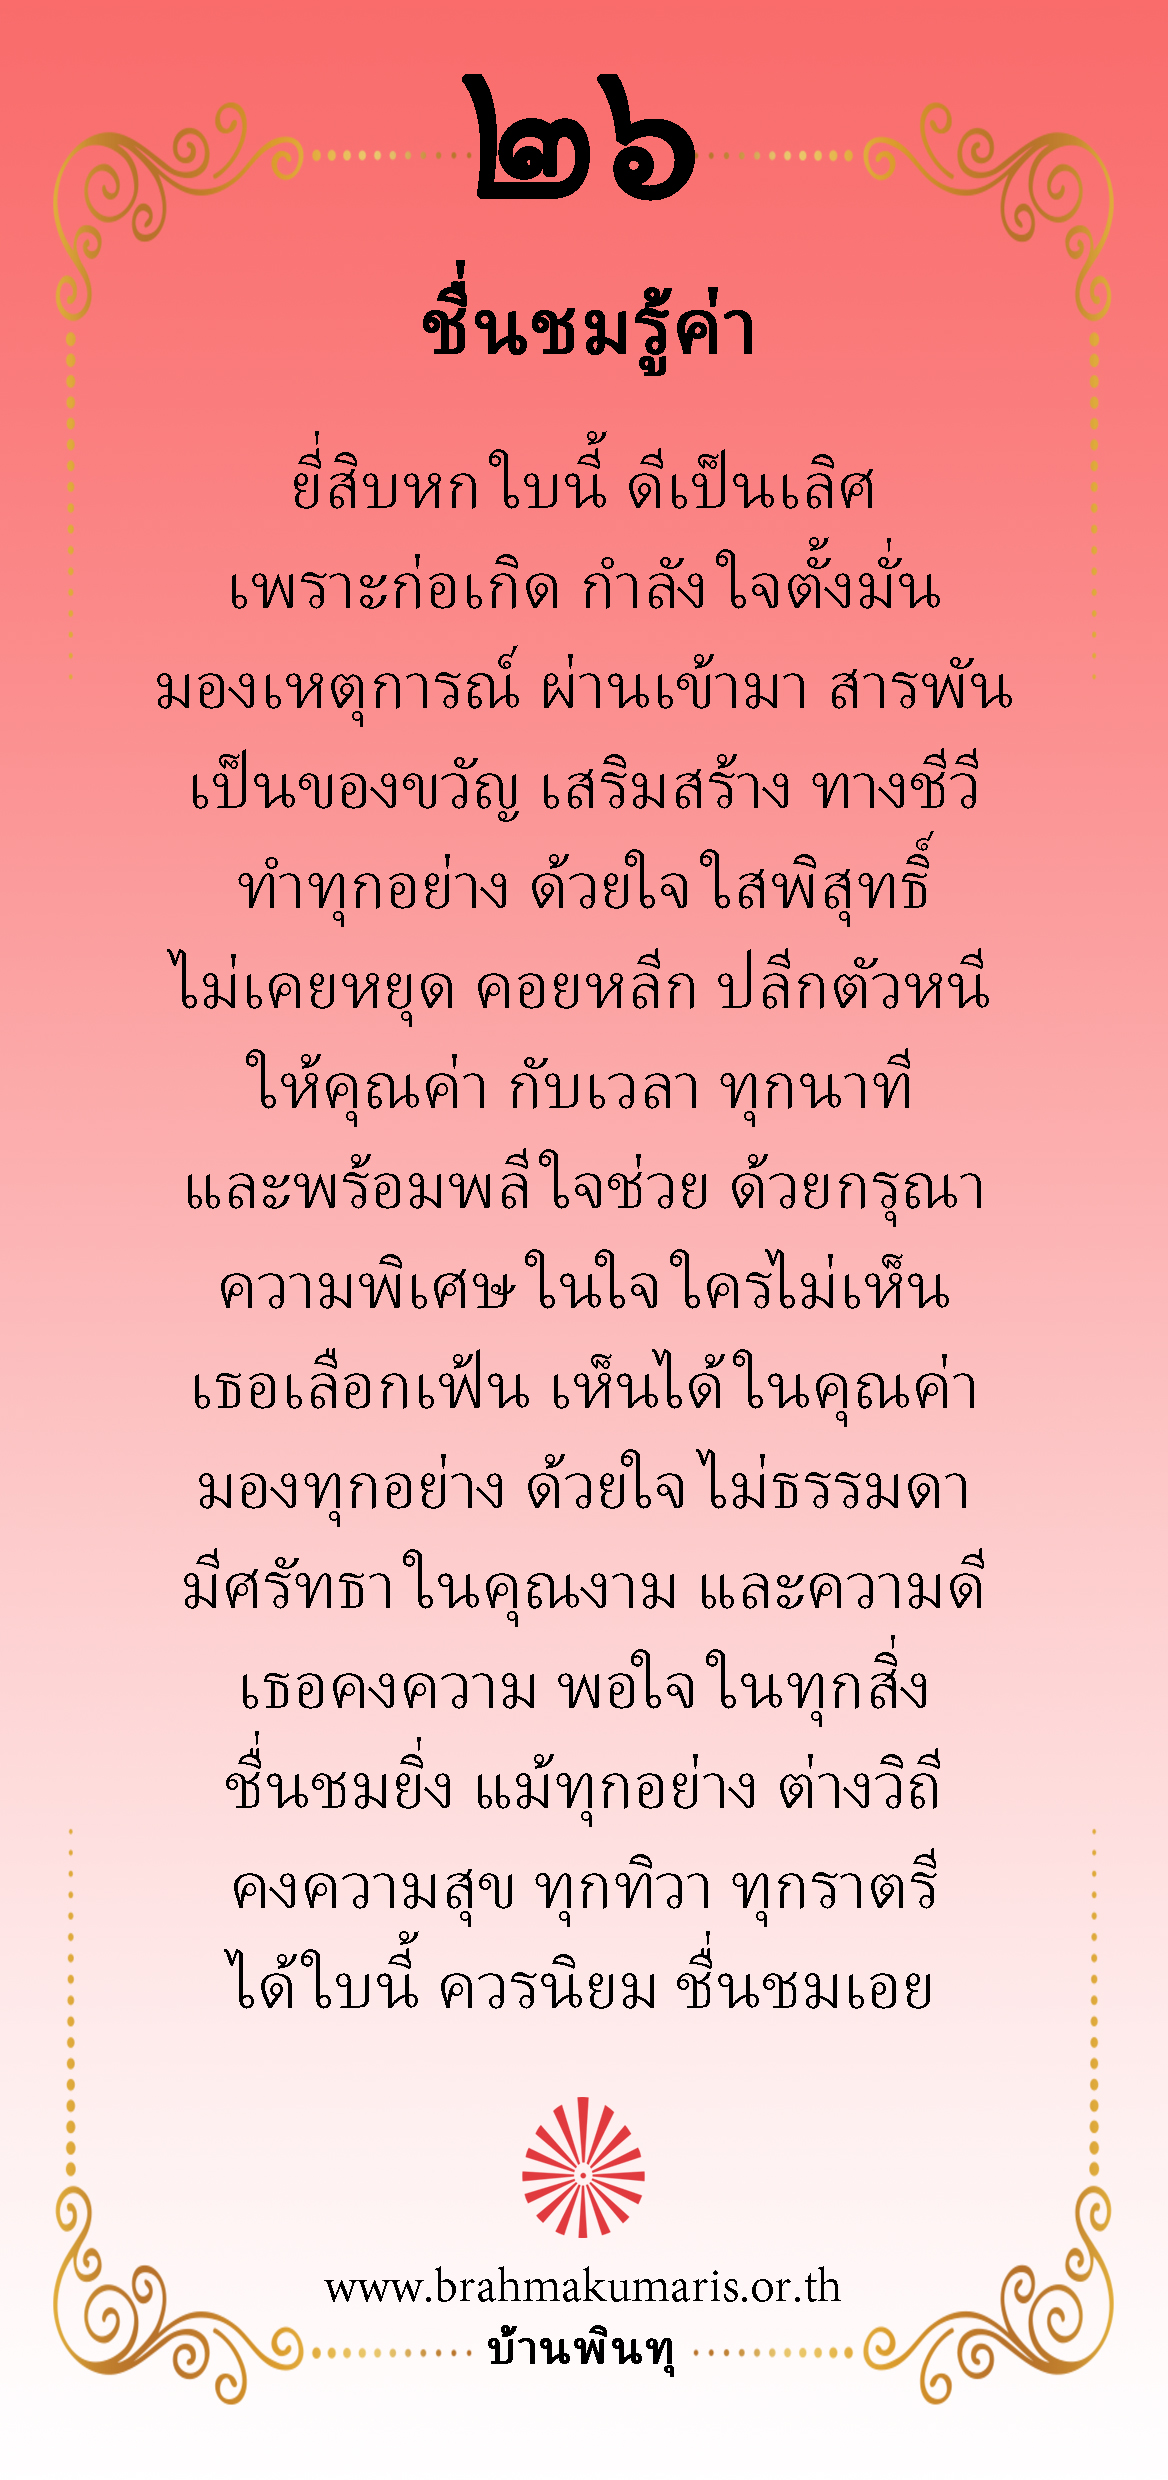 ๒๖
ชื่นชมรู้ค่า
ยี่สิบหก ใบนี้ ดีเป็นเลิศ
เพราะก่อเกิด กำลัง ใจตั้งมั่น
มองเหตุการณ์ ผ่านเข้ามา สารพัน
เป็นของขวัญ เสริมสร้าง ทางชีวี
ทำทุกอย่าง ด้วยใจ ใสพิสุทธิ์
ไม่เคยหยุด คอยหลีก ปลีกตัวหนี
ให้คุณค่า กับเวลา ทุกนาที
และพร้อมพลี ใจช่วย ด้วยกรุณา
ความพิเศษ ในใจ ใครไม่เห็น
เธอเลือกเฟ้น เห็นได้ ในคุณค่า
มองทุกอย่าง ด้วยใจ ไม่ธรรมดา
มีศรัทธา ในคุณงาม และความดี
เธอคงความ พอใจ ในทุกสิ่ง
ชื่นชมยิ่ง แม้ทุกอย่าง ต่างวิถี
คงความสุข ทุกทิวา ทุกราตรี
ได้ใบนี้ ควรนิยม ชื่นชมเอย
www.brahmakumaris.or.th
บ้านพินทุ